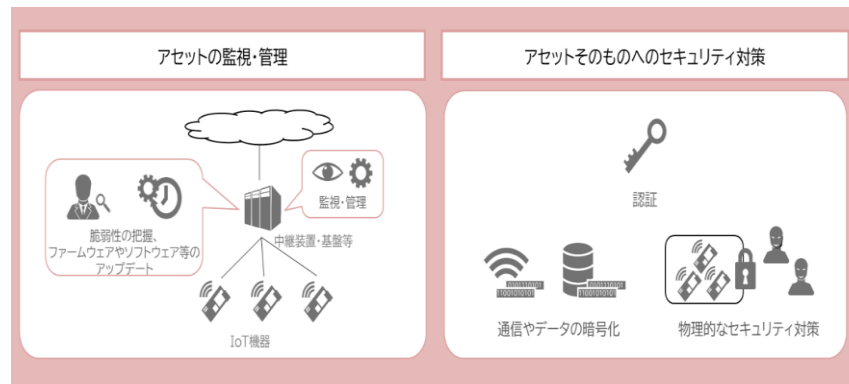 アセットの監視・管理
アセットそのものへのセキュリティ対策
監視・管理
脆弱性の把握、
ファームウェアやソフトウェア等の
アップデート
中継装置・基盤等
IoT機器
認証
0101110101
11001010101
0101110101
11001010101
通信やデータの暗号化
物理的なセキュリティ対策